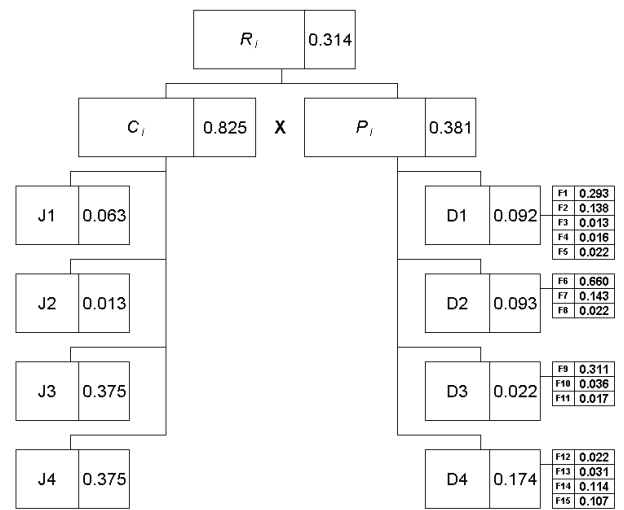 R i 0.314
C i 0.825 X P i 0.381
J1 0.063
J2 0.013
J3 0.375
J4 0.375
D1 0.092
F1 0.293
F2 0.138
F3 0.013
F4 0.016
F5 0.022
D2 0.093
F6 0.660
F7 0.143
F8 0.022
D3 0.022
F9 0.311
F10 0.036
F11 0.017
D4 0.174
F12 0.022
F13 0.031
F14 0.114
F15 0.107